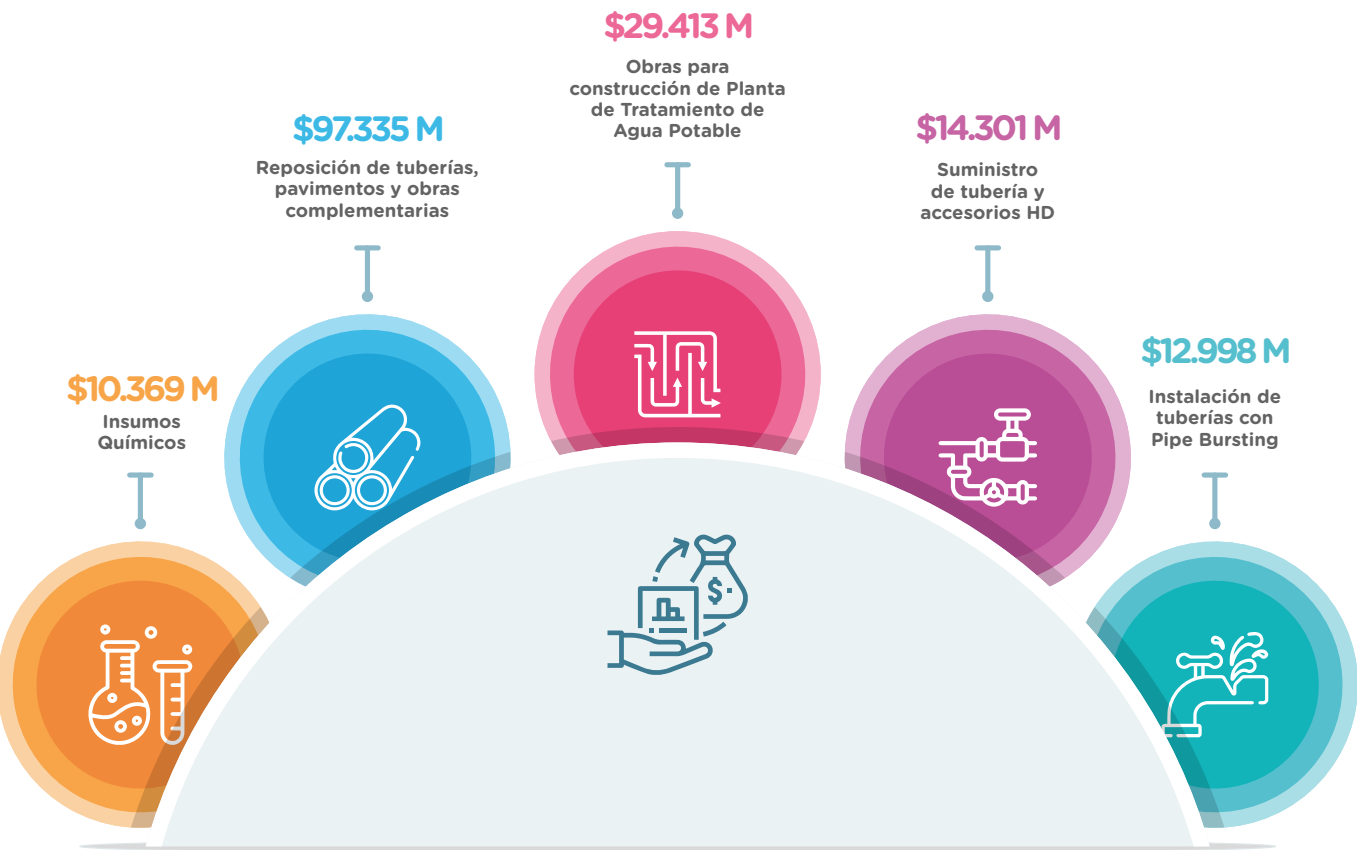 $10.369 M
Insumos
Químicos
$97.335 M
Reposición de tuberías,
pavimentos y obras
complementarias
$29.413 M
Obras para
construcción de Planta
de Tratamiento de
Agua Potable
$14.301 M
Suministro
de tubería y
accesorios HD
$12.998 M
Instalación de
tuberías con
Pipe Bursting
$